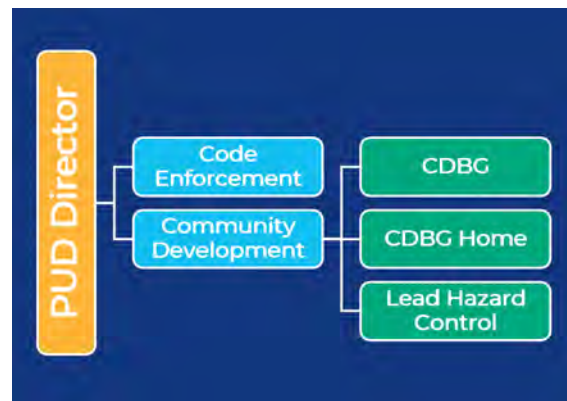 PUD Director
Code
Enforcement
Community
Development
CDBG
CDBG Home
Lead Hazard
Control